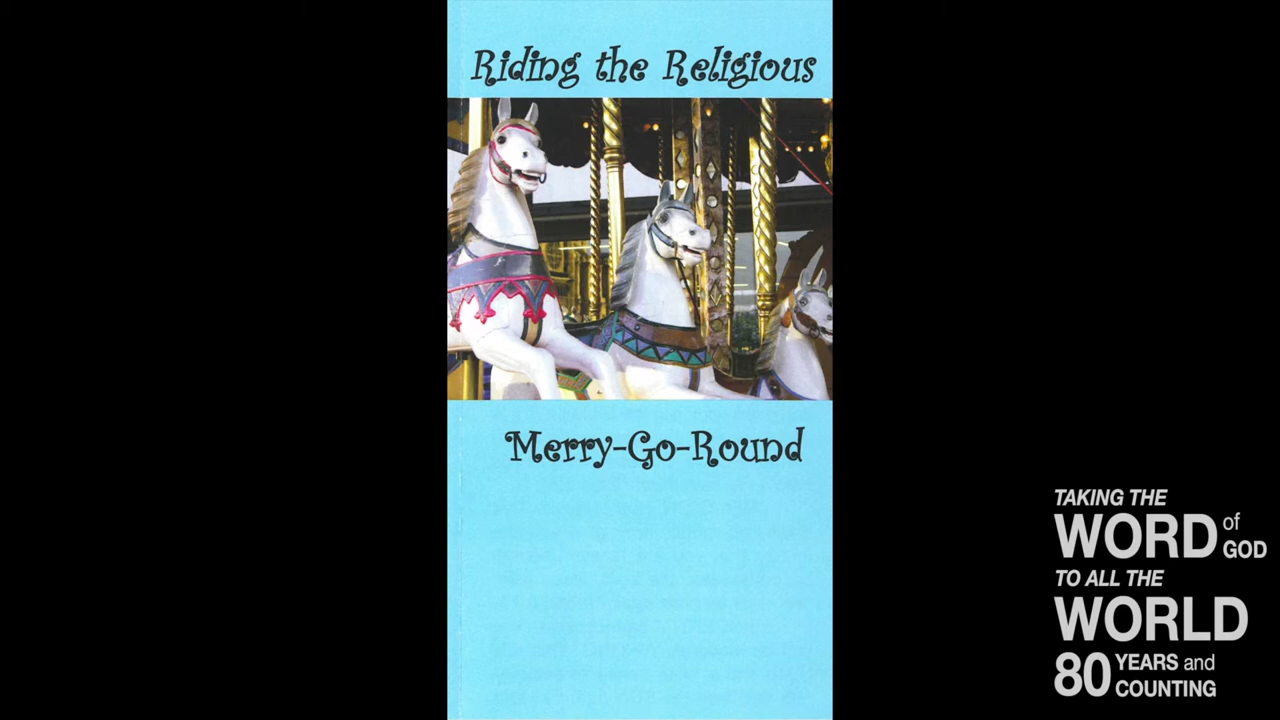 Riding the Religious
Merry-Go-Round
TAKING THE
WORD of
GOD
TO ALL THE
WORLD
80 YEARS and
COUNTING